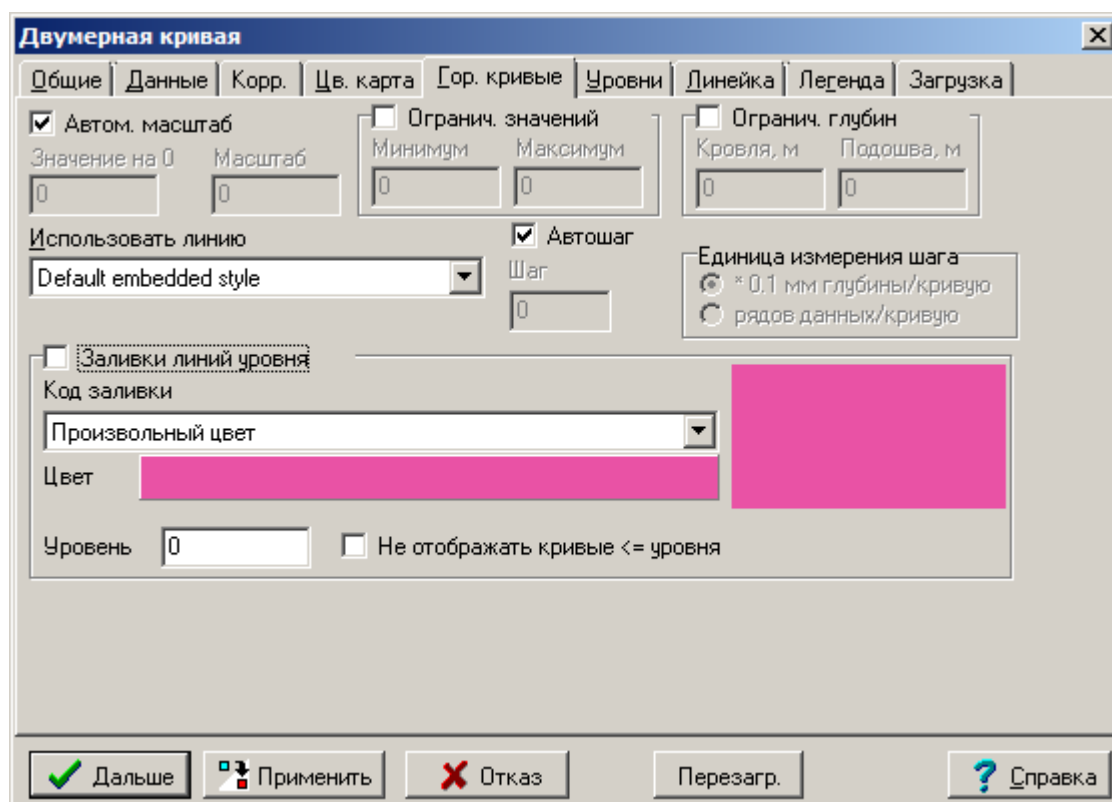 Двумерная кривая
Общие Данные Корр. Цв. карта Гор. кривые Уровни Линейка Легенда Загрузка
Автом. масштаб Огранич. значений Огранич. глубин
Значение на 0 Масштаб Минимум Максимум Кровля, м Подошва, м
0 0 0 0 0 0
Использовать линию Автошаг
Default embedded style Шаг Единица измерения шага
0 * 0.1 мм глубины/кривую
рядов данных/кривую
Заливки линий уровня
Код заливки
Произвольный цвет
Цвет
Уровень 0 Не отображать кривые <= уровня
Дальше Применить Отказ Перезагр. Справка